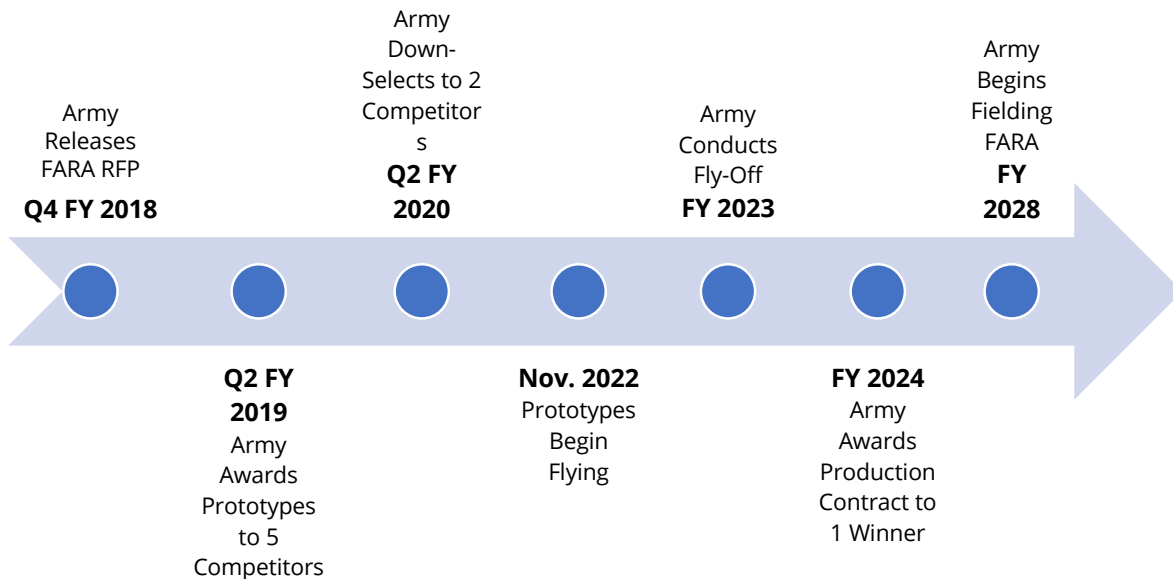 Army
Releases
FARA RFP
Q4 FY 2018
Army
Down-
Selects to 2
Competitor
s
Q2 FY
2020
Army
Conducts
Fly-Off
FY 2023
Army
Begins
Fielding
FARA
FY
2028
Q2 FY
2019
Army
Awards
Prototypes
to 5
Competitors
Nov. 2022
Prototypes
Begin
Flying
FY 2024
Army
Awards
Production
Contract to
1 Winner